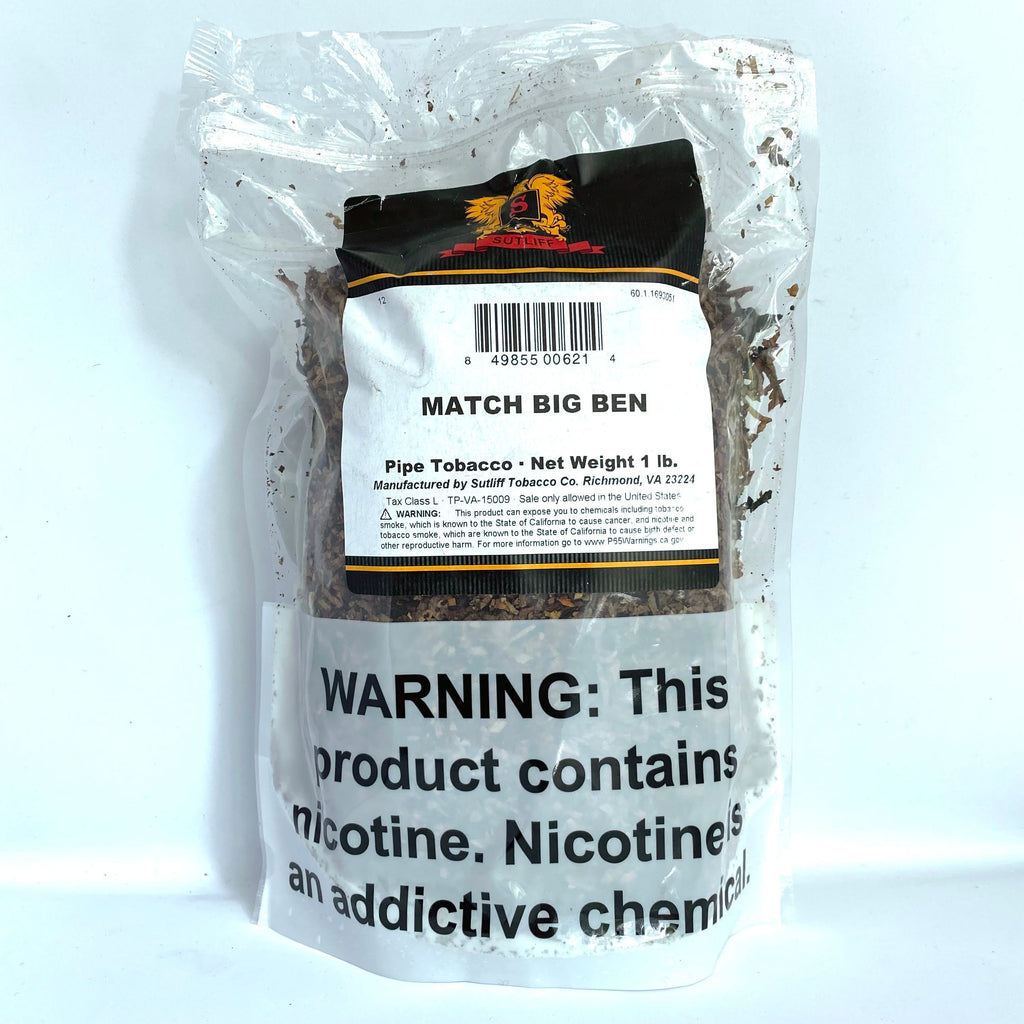 S
SUTLIFF
12
60.1.1693051
8 49855 00621 4
MATCH BIG BEN
Pipe Tobacco · Net Weight 1 lb.
Manufactured by Sutliff Tobacco Co. Richmond, VA 23224
Tax Class L · TP-VA-15009 · Sale only allowed in the United States
⚠ WARNING: This product can expose you to chemicals including tobacco
smoke, which is known to the State of California to cause cancer, and nicotine and
tobacco smoke, which are known to the State of California to cause birth defect or
other reproductive harm. For more information go to www.P65Warnings.ca.gov
WARNING: This
product contains
nicotine. Nicotine is
an addictive chemical.